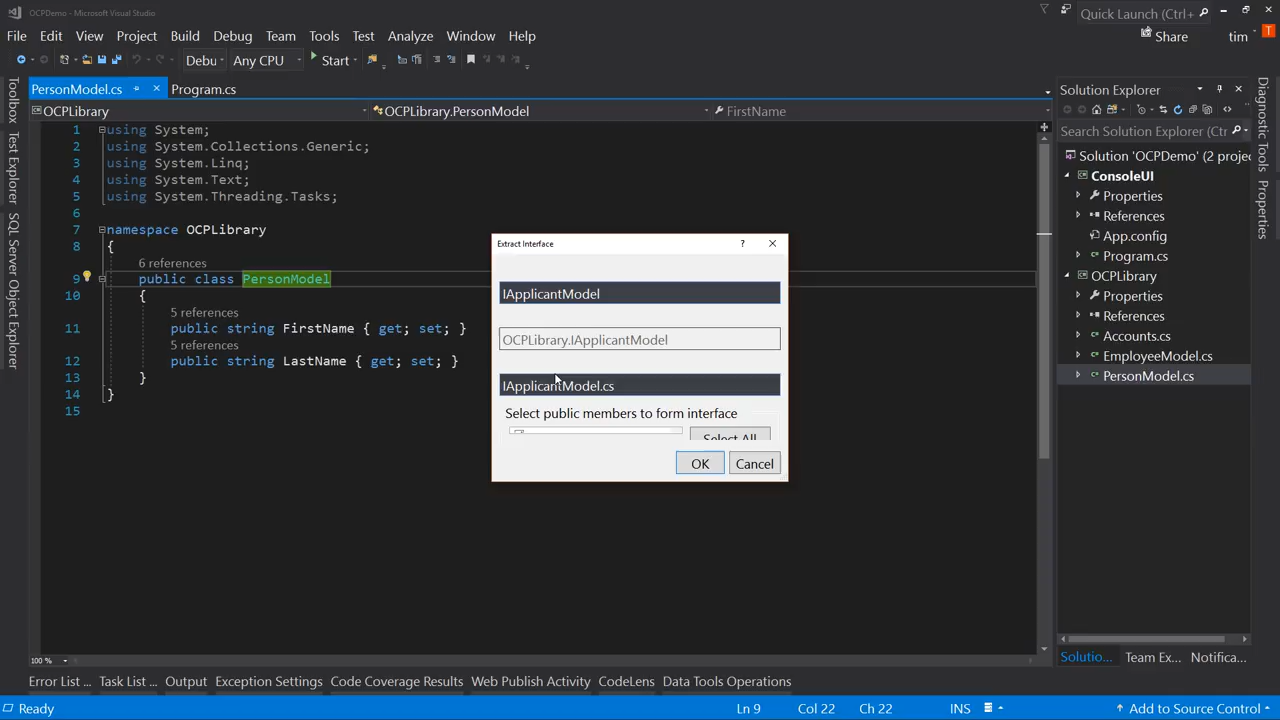 OCPDemo - Microsoft Visual Studio
Quick Launch (Ctrl+
File Edit View Project Build Debug Team Tools Test Analyze Window Help
Share
tim
T
Debu Any CPU Start
PersonModel.cs Program.cs
OCPLibrary OCPLibrary.PersonModel FirstName
Toolbox
Test Explorer
SQL Server Object Explorer
1 using System;
2 using System.Collections.Generic;
3 using System.Linq;
4 using System.Text;
5 using System.Threading.Tasks;
6
7 namespace OCPLibrary
8 {
6 references
9 public class PersonModel
10 {
5 references
11 public string FirstName { get; set; }
5 references
12 public string LastName { get; set; }
13 }
14 }
15
Extract Interface
? 
IApplicantModel
OCPLibrary.IApplicantModel
IApplicantModel.cs
Select public members to form interface
Select All
OK Cancel
Solution Explorer
Search Solution Explorer (Ctr
Solution 'OCPDemo' (2 projec
ConsoleUI
Properties
References
App.config
Program.cs
OCPLibrary
Properties
References
Accounts.cs
EmployeeModel.cs
PersonModel.cs
Solutio... Team Ex... Notifica...
Diagnostic Tools
Properties
100 %
Error List ... Task List ... Output Exception Settings Code Coverage Results Web Publish Activity CodeLens Data Tools Operations
Ready Ln 9 Col 22 Ch 22 INS Add to Source Control